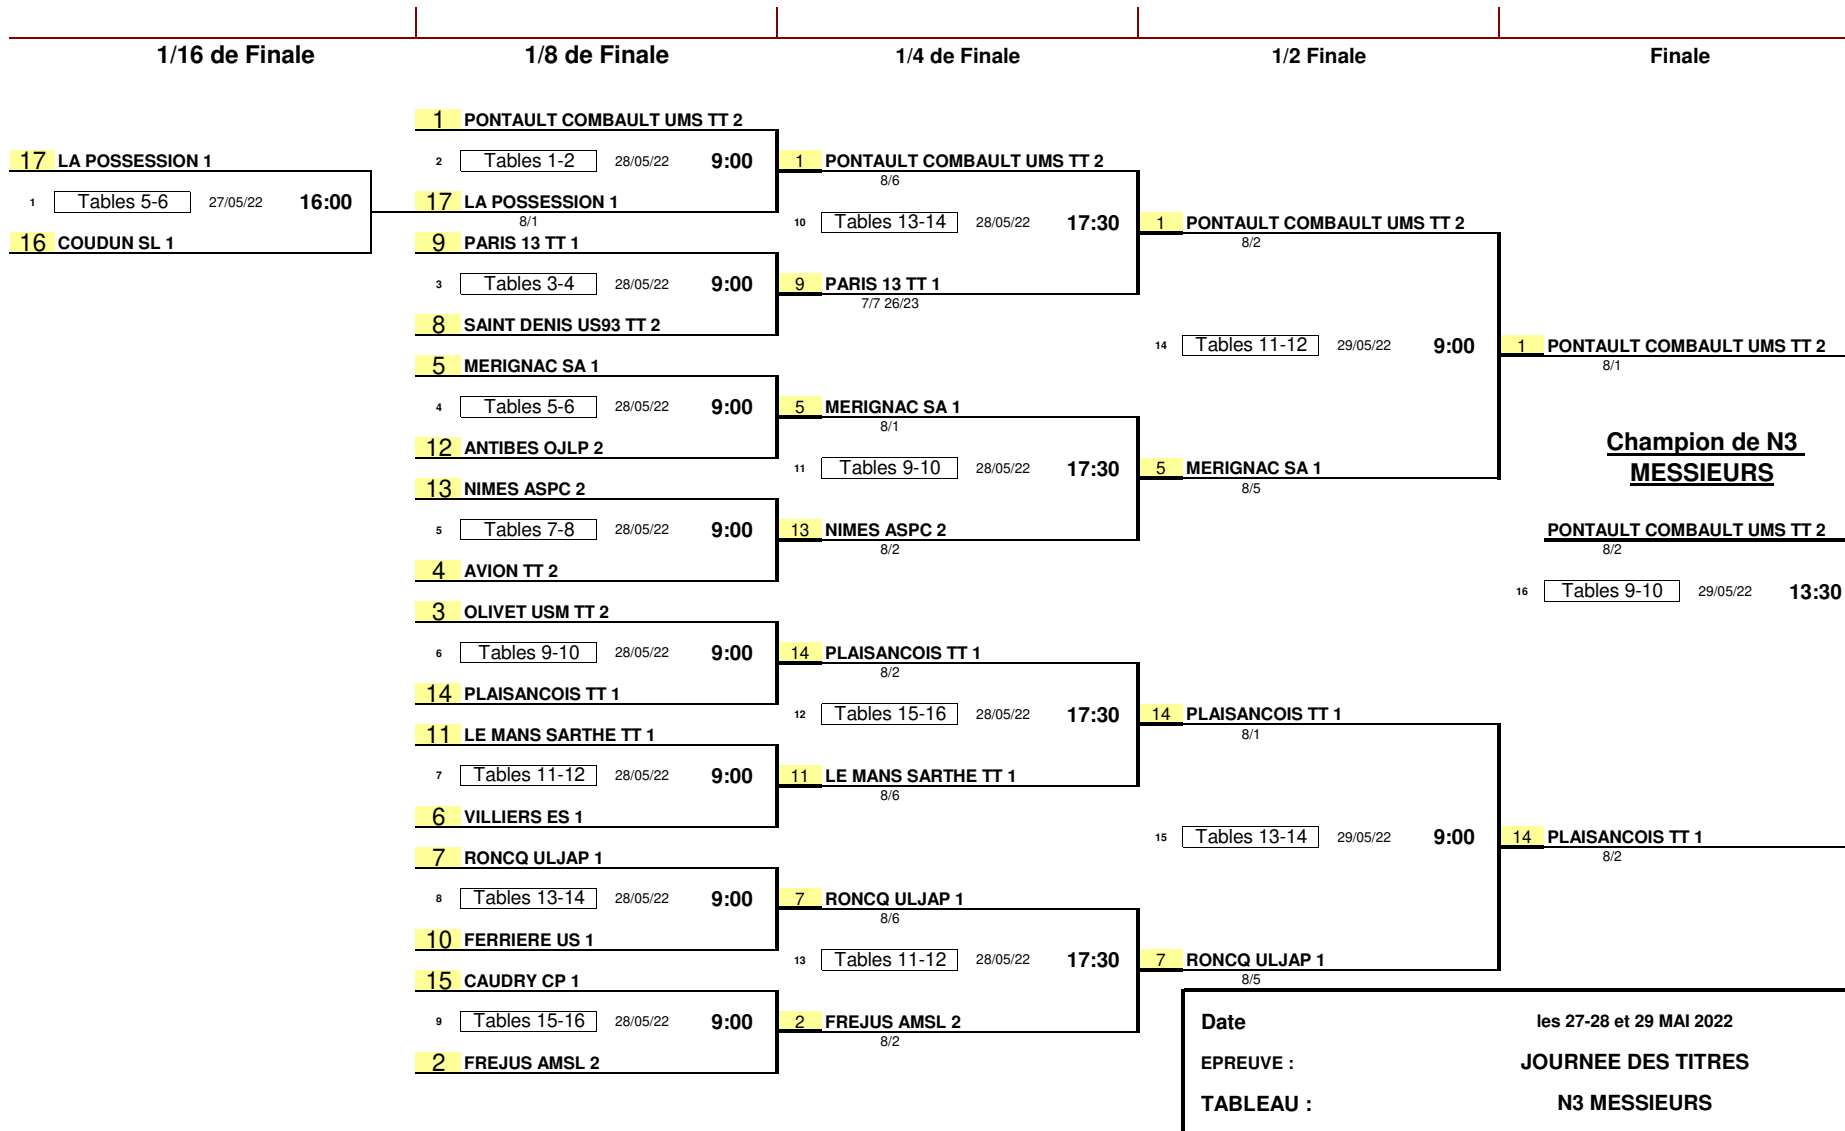 1/16 de Finale
1/8 de Finale
1/4 de Finale
1/2 Finale
Finale
17 LA POSSESSION 1
1 Tables 5-6 27/05/22 16:00
16 COUDUN SL 1
1 PONTAULT COMBAULT UMS TT 2
2 Tables 1-2 28/05/22 9:00
17 LA POSSESSION 1
8/1
9 PARIS 13 TT 1
3 Tables 3-4 28/05/22 9:00
8 SAINT DENIS US93 TT 2
5 MERIGNAC SA 1
4 Tables 5-6 28/05/22 9:00
12 ANTIBES OJLP 2
13 NIMES ASPC 2
5 Tables 7-8 28/05/22 9:00
4 AVION TT 2
3 OLIVET USM TT 2
6 Tables 9-10 28/05/22 9:00
14 PLAISANCOIS TT 1
11 LE MANS SARTHE TT 1
7 Tables 11-12 28/05/22 9:00
6 VILLIERS ES 1
7 RONCQ ULJAP 1
8 Tables 13-14 28/05/22 9:00
10 FERRIERE US 1
15 CAUDRY CP 1
9 Tables 15-16 28/05/22 9:00
2 FREJUS AMSL 2
1 PONTAULT COMBAULT UMS TT 2
8/6
10 Tables 13-14 28/05/22 17:30
9 PARIS 13 TT 1
7/7 26/23
5 MERIGNAC SA 1
8/1
11 Tables 9-10 28/05/22 17:30
13 NIMES ASPC 2
8/2
14 PLAISANCOIS TT 1
8/2
12 Tables 15-16 28/05/22 17:30
11 LE MANS SARTHE TT 1
8/6
7 RONCQ ULJAP 1
8/6
13 Tables 11-12 28/05/22 17:30
2 FREJUS AMSL 2
8/2
1 PONTAULT COMBAULT UMS TT 2
8/2
14 Tables 11-12 29/05/22 9:00
5 MERIGNAC SA 1
8/5
14 PLAISANCOIS TT 1
8/1
15 Tables 13-14 29/05/22 9:00
7 RONCQ ULJAP 1
8/5
1 PONTAULT COMBAULT UMS TT 2
8/1
Champion de N3
MESSIEURS
PONTAULT COMBAULT UMS TT 2
8/2
16 Tables 9-10 29/05/22 13:30
14 PLAISANCOIS TT 1
8/2
Date les 27-28 et 29 MAI 2022
EPREUVE : JOURNEE DES TITRES
TABLEAU : N3 MESSIEURS